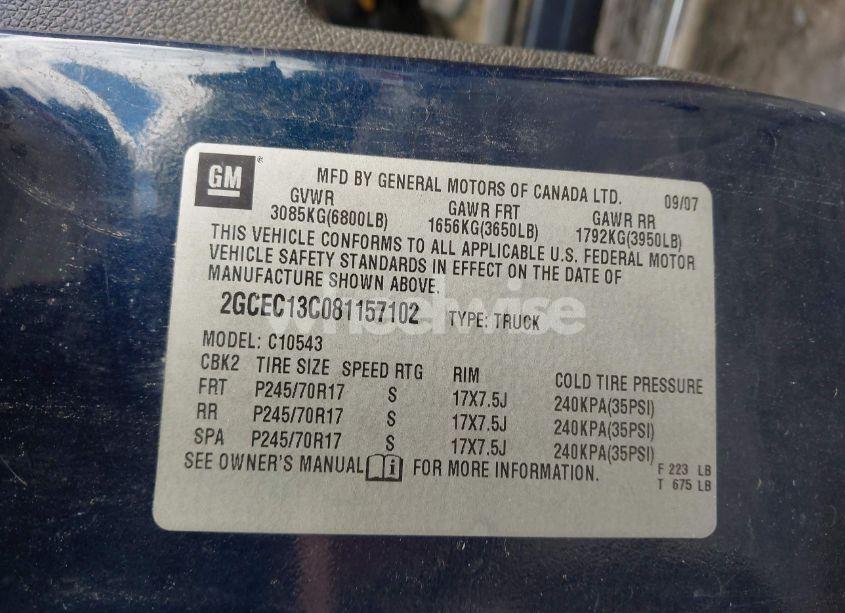 GM ®
MFD BY GENERAL MOTORS OF CANADA LTD. 09/07
GVWR GAWR FRT GAWR RR
3085KG(6800LB) 1656KG(3650LB) 1792KG(3950LB)
THIS VEHICLE CONFORMS TO ALL APPLICABLE U.S. FEDERAL MOTOR
VEHICLE SAFETY STANDARDS IN EFFECT ON THE DATE OF
MANUFACTURE SHOWN ABOVE.
2GCEC13C081157102 TYPE: TRUCK
wheelwise
MODEL: C10543
CBK2 TIRE SIZE SPEED RTG RIM COLD TIRE PRESSURE
FRT P245/70R17 S 17X7.5J 240KPA(35PSI)
RR P245/70R17 S 17X7.5J 240KPA(35PSI)
SPA P245/70R17 S 17X7.5J 240KPA(35PSI)
SEE OWNER'S MANUAL i FOR MORE INFORMATION.
F 223 LB
T 675 LB